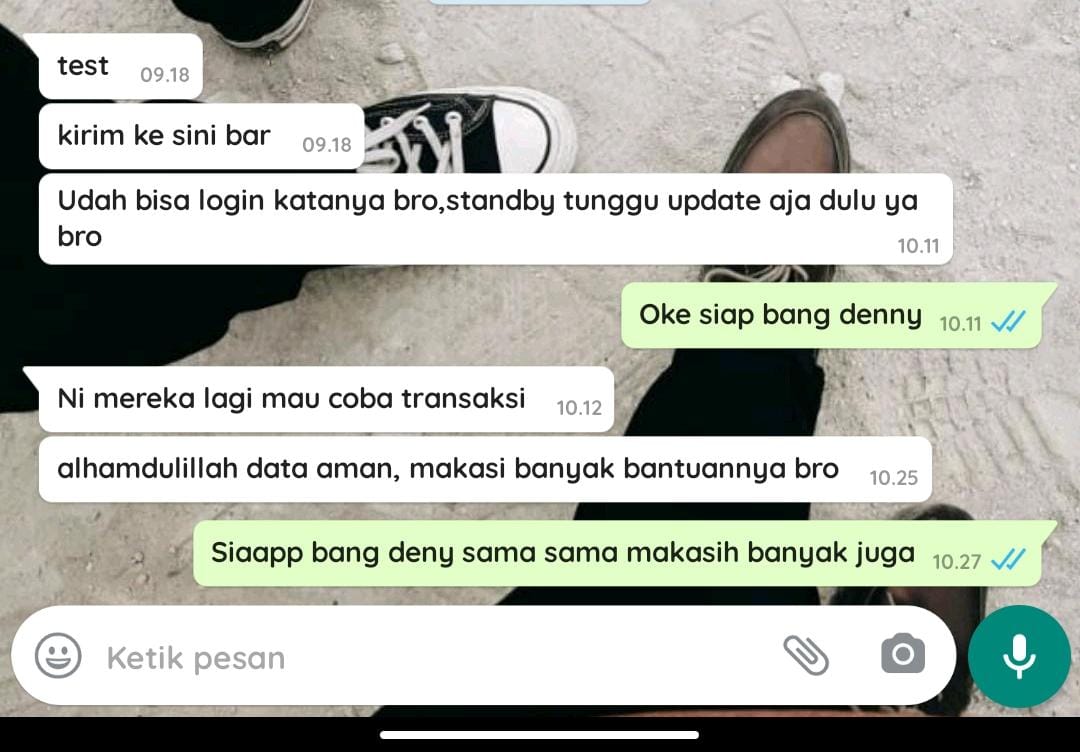 test 09.18
kirim ke sini bar 09.18
Udah bisa login katanya bro,standby tunggu update aja dulu ya
bro 10.11
Oke siap bang denny 10.11
Ni mereka lagi mau coba transaksi 10.12
alhamdulillah data aman, makasi banyak bantuannya bro 10.25
Siaapp bang deny sama sama makasih banyak juga 10.27
Ketik pesan